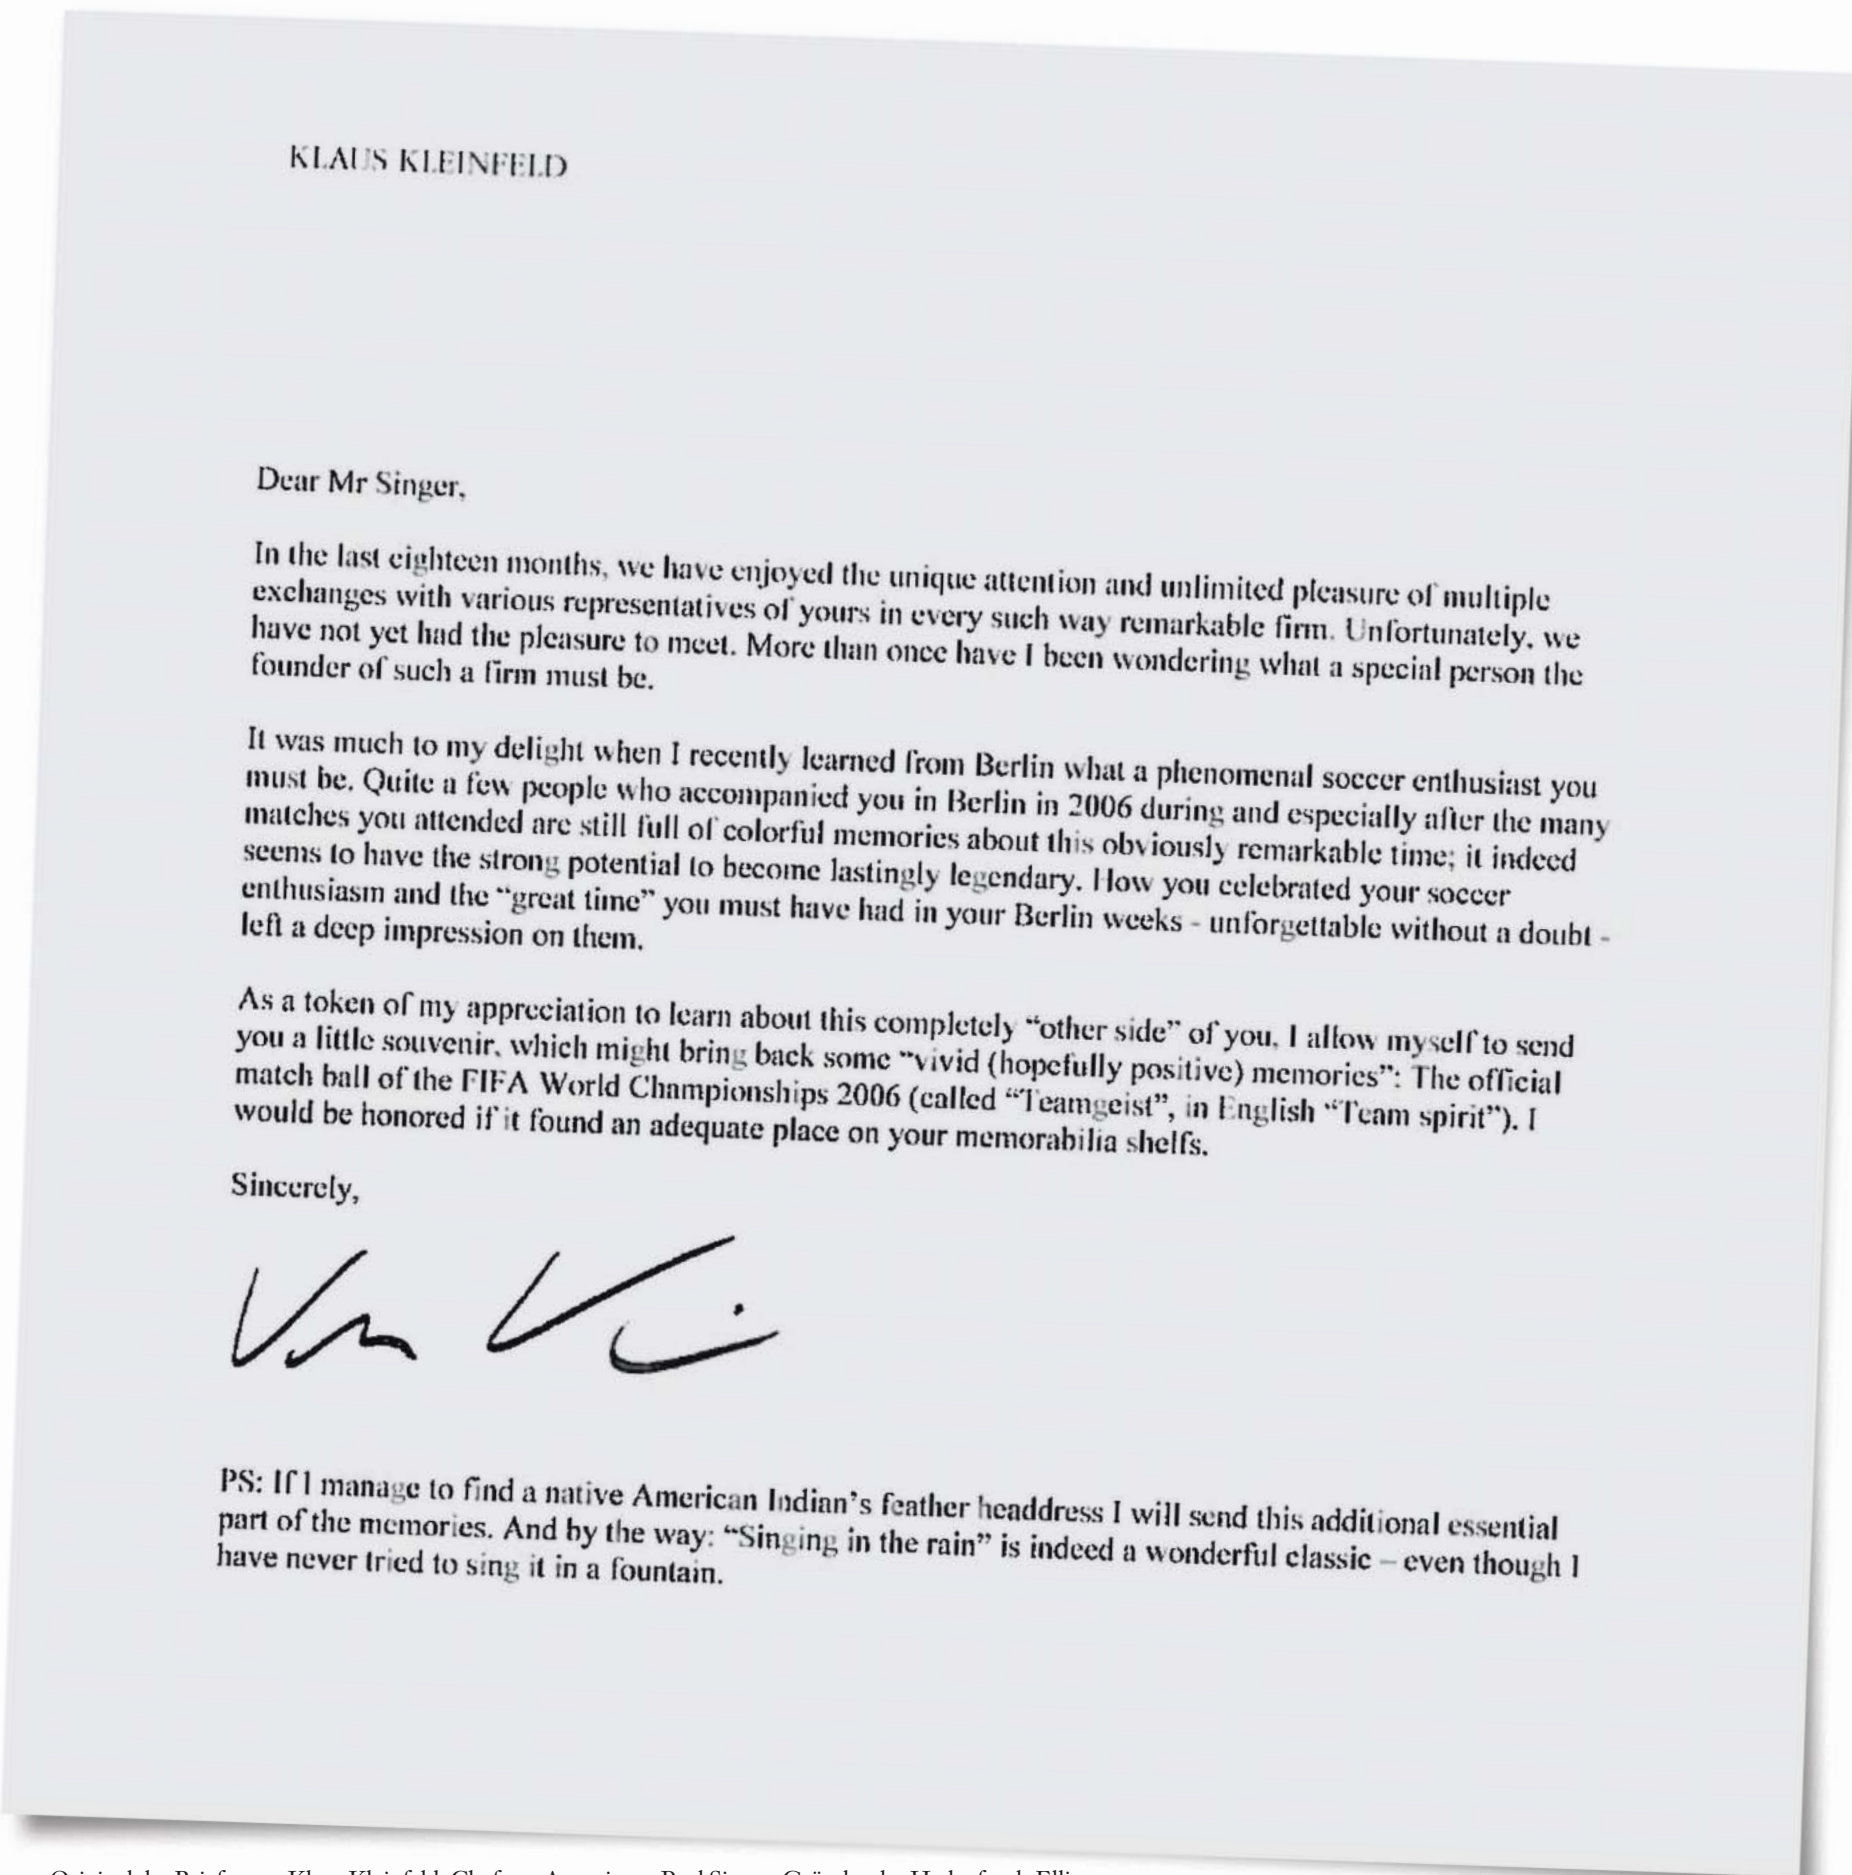 KLAUS KLEINFELD
Dear Mr Singer,
In the last eighteen months, we have enjoyed the unique attention and unlimited pleasure of multiple
exchanges with various representatives of yours in every such way remarkable firm. Unfortunately, we
have not yet had the pleasure to meet. More than once have I been wondering what a special person the
founder of such a firm must be.
It was much to my delight when I recently learned from Berlin what a phenomenal soccer enthusiast you
must be. Quite a few people who accompanied you in Berlin in 2006 during and especially after the many
matches you attended are still full of colorful memories about this obviously remarkable time; it indeed
seems to have the strong potential to become lastingly legendary. How you celebrated your soccer
enthusiasm and the “great time” you must have had in your Berlin weeks - unforgettable without a doubt -
left a deep impression on them.
As a token of my appreciation to learn about this completely “other side” of you, I allow myself to send
you a little souvenir, which might bring back some “vivid (hopefully positive) memories”: The official
match ball of the FIFA World Championships 2006 (called “Teamgeist”, in English “Team spirit”). I
would be honored if it found an adequate place on your memorabilia shelfs.
Sincerely,
PS: If I manage to find a native American Indian’s feather headdress I will send this additional essential
part of the memories. And by the way: “Singing in the rain” is indeed a wonderful classic – even though I
have never tried to sing it in a fountain.